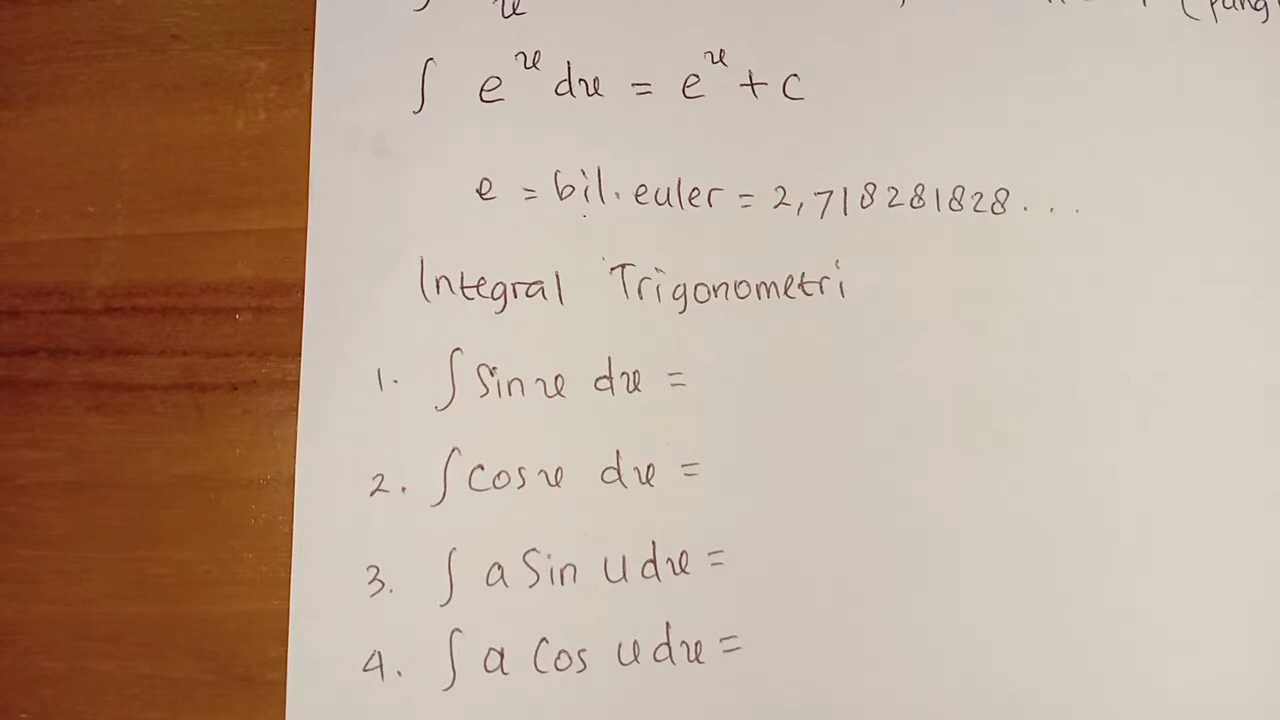 x
(pang
∫ e^x dx = e^x + c
e = bil. euler = 2,718281828...
Integral Trigonometri
1. ∫ Sin x dx =
2. ∫ cos x dx =
3. ∫ a Sin u dx =
4. ∫ a Cos u dx =